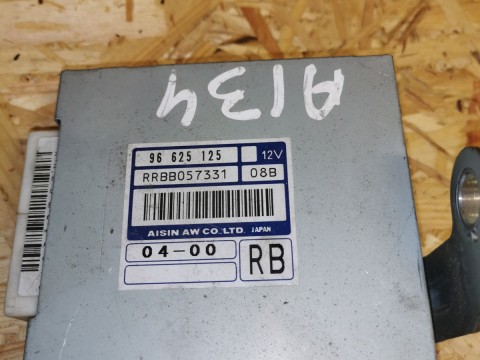 A134
96 625 125 12V
RRBB057331 08B
AISIN AW CO.,LTD. JAPAN
04-00 RB